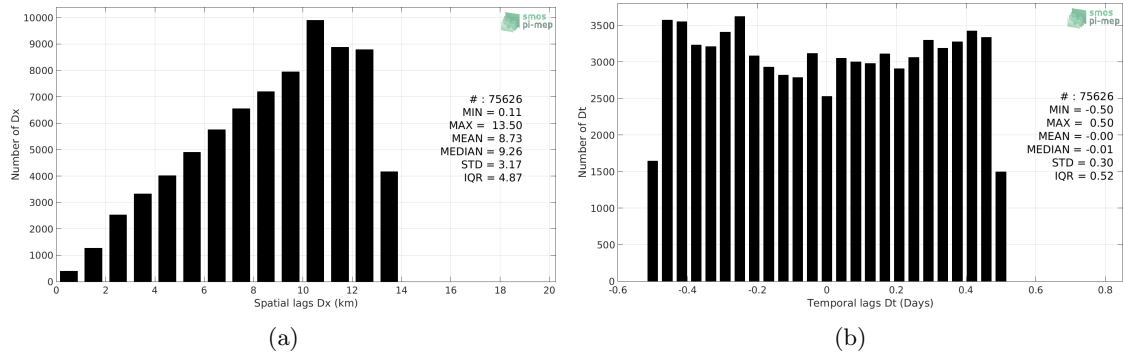 10000
9000
8000
7000
6000
5000
4000
3000
2000
1000
0
Number of Dx
smos
pi-mep
# : 75626
MIN = 0.11
MAX = 13.50
MEAN = 8.73
MEDIAN = 9.26
STD = 3.17
IQR = 4.87
0 2 4 6 8 10 12 14 16 18 20
Spatial lags Dx (km)
(a)
3500
3000
2500
2000
1500
1000
500
0
Number of Dt
smos
pi-mep
# : 75626
MIN = -0.50
MAX = 0.50
MEAN = -0.00
MEDIAN = -0.01
STD = 0.30
IQR = 0.52
-0.6 -0.4 -0.2 0 0.2 0.4 0.6 0.8
Temporal lags Dt (Days)
(b)